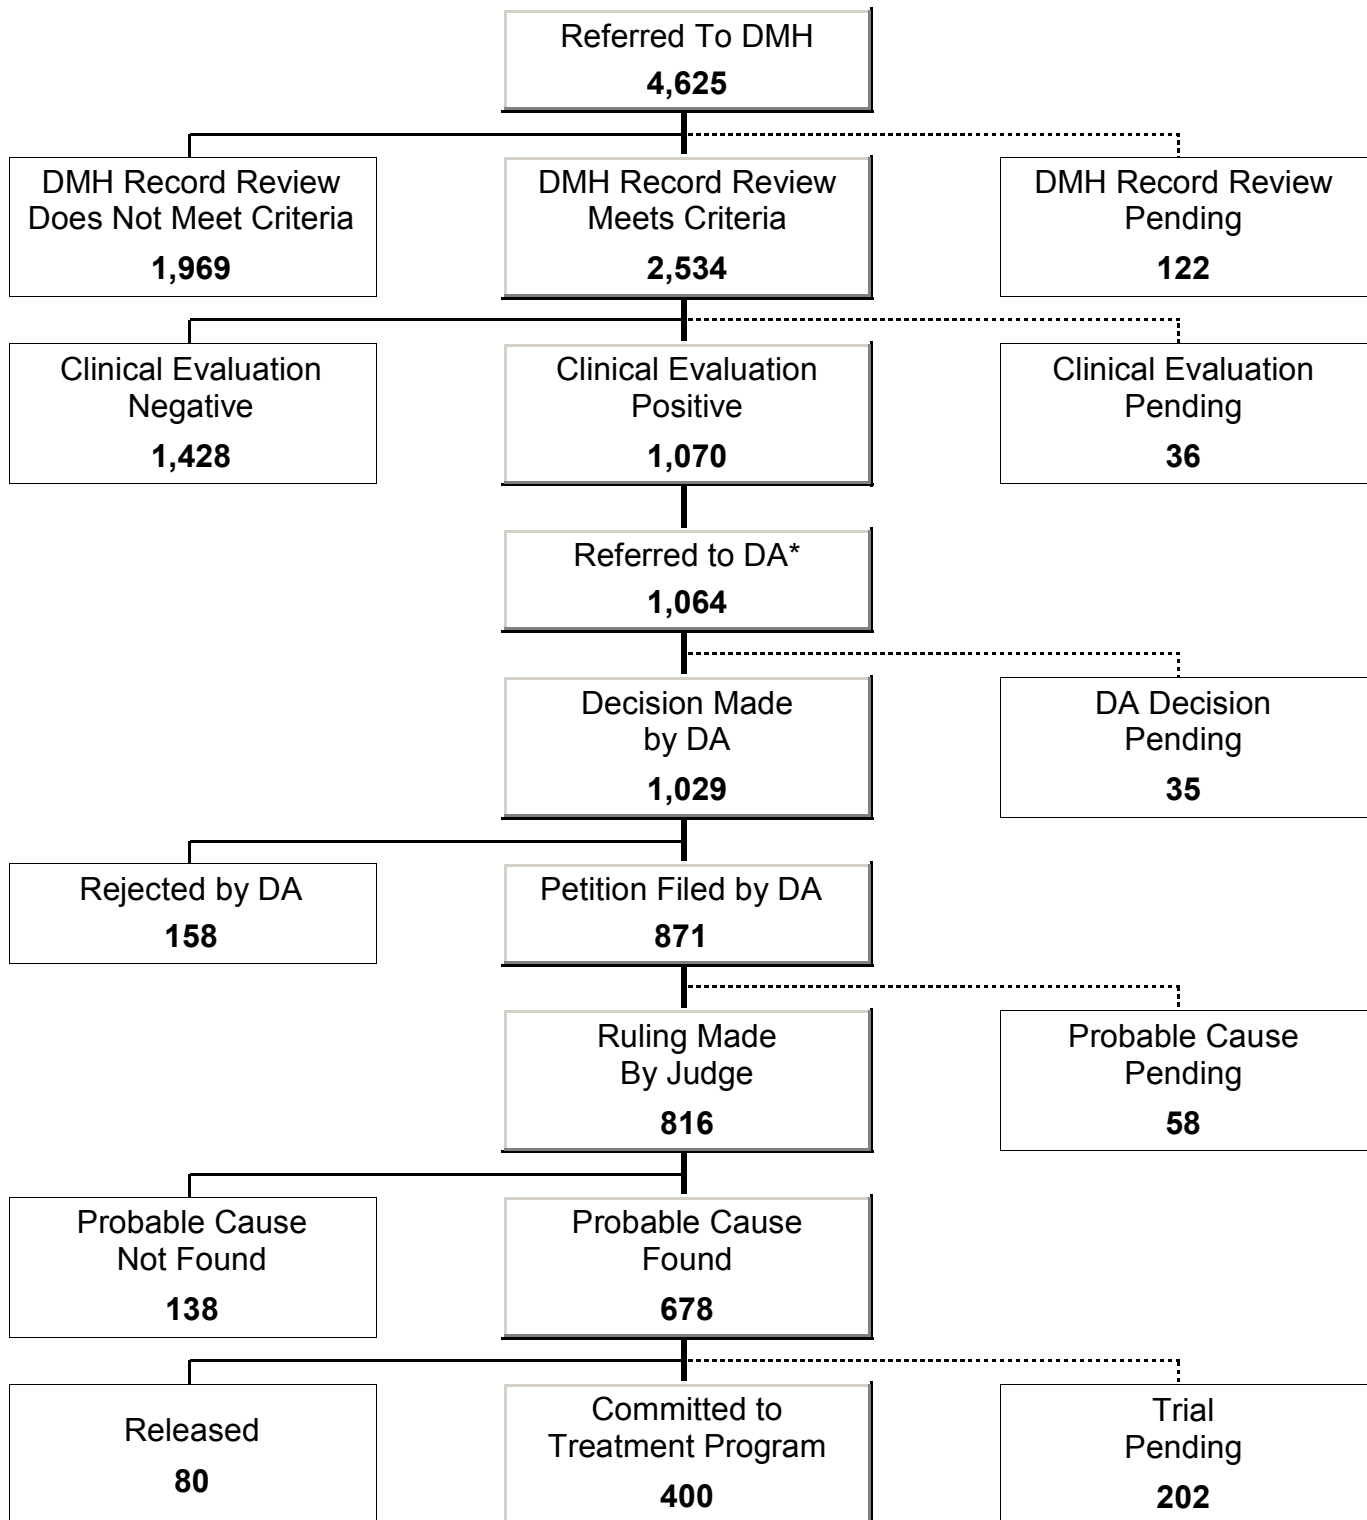 Referred To DMH
4,625
DMH Record Review
Does Not Meet Criteria
1,969
DMH Record Review
Meets Criteria
2,534
DMH Record Review
Pending
122
Clinical Evaluation
Negative
1,428
Clinical Evaluation
Positive
1,070
Clinical Evaluation
Pending
36
Referred to DA*
1,064
Decision Made
by DA
1,029
DA Decision
Pending
35
Rejected by DA
158
Petition Filed by DA
871
Ruling Made
By Judge
816
Probable Cause
Pending
58
Probable Cause
Not Found
138
Probable Cause
Found
678
Released
80
Committed to
Treatment Program
400
Trial
Pending
202